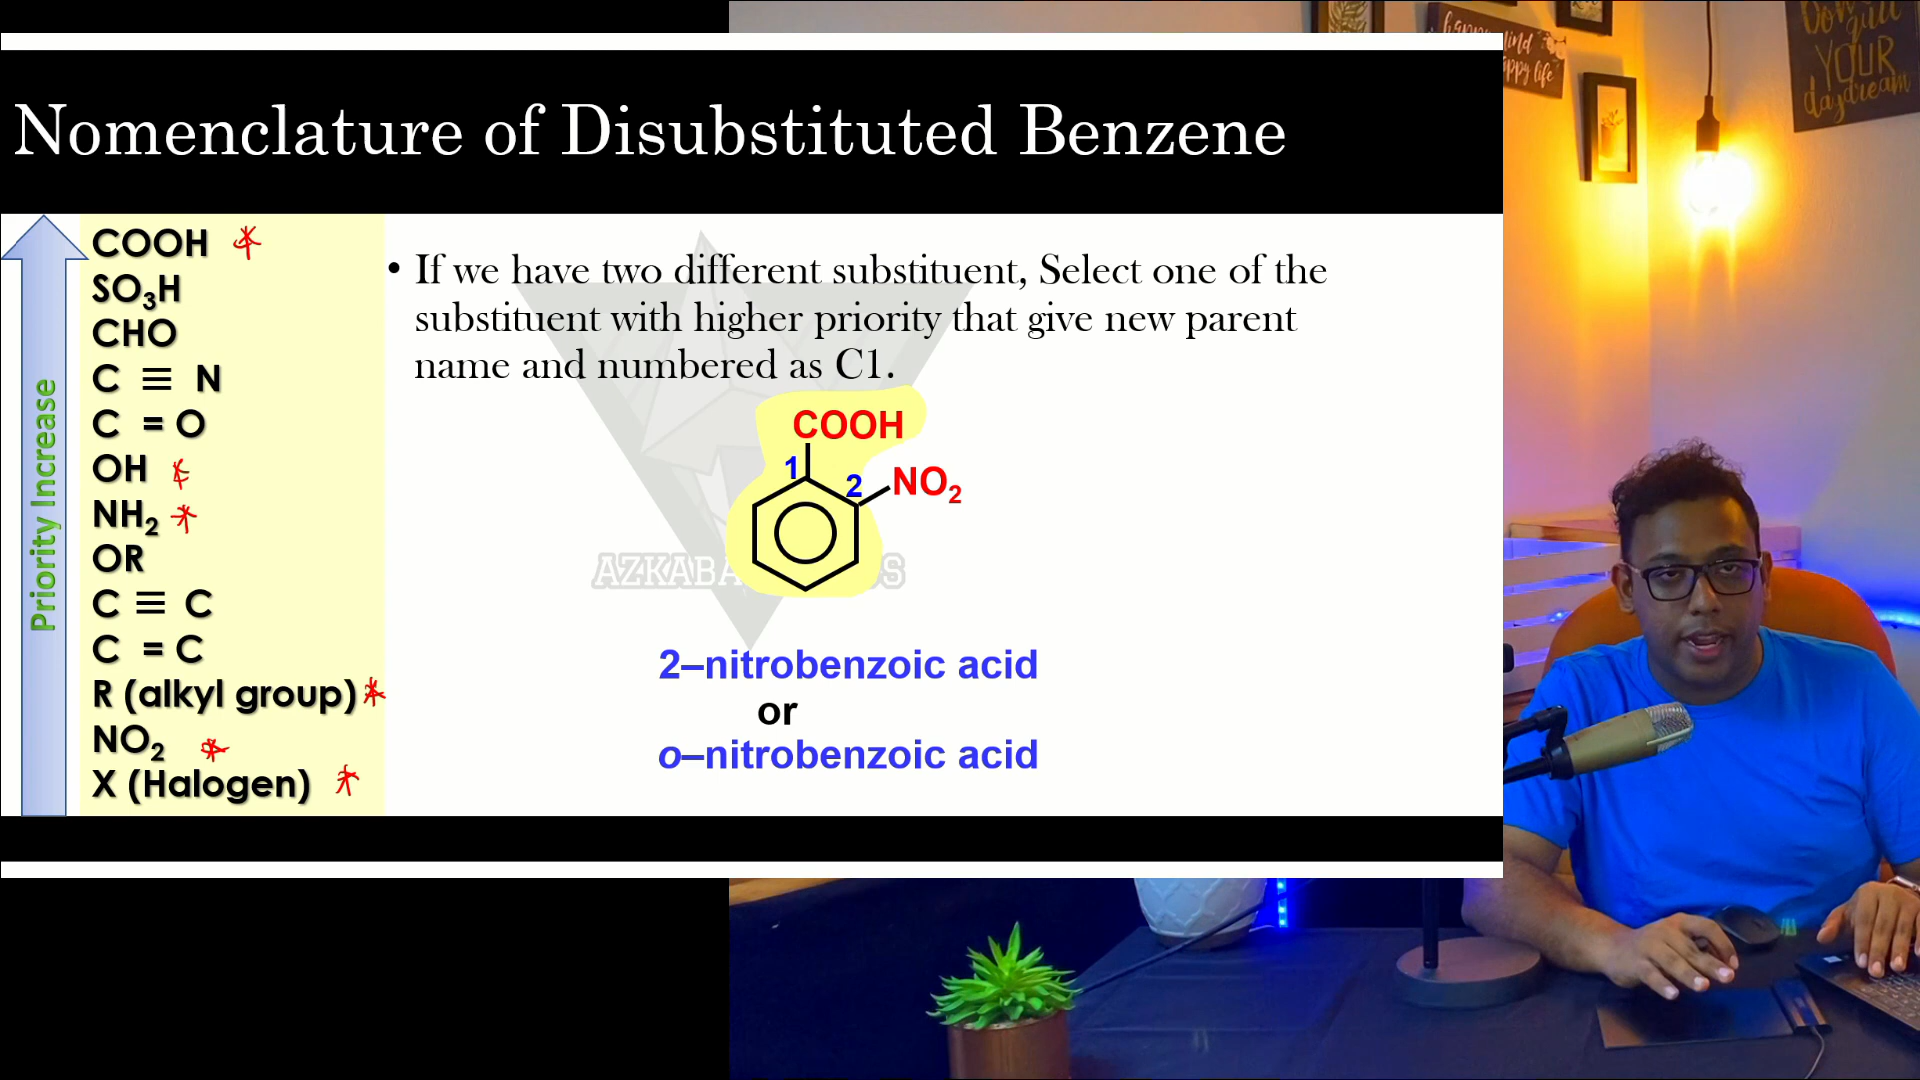 Nomenclature of Disubstituted Benzene
Priority Increase
COOH
SO₃H
CHO
C ≡ N
C = O
OH
NH₂
OR
C ≡ C
C = C
R (alkyl group)
NO₂
X (Halogen)
• If we have two different substituent, Select one of the
substituent with higher priority that give new parent
name and numbered as C1.
COOH
1
2
NO₂
2–nitrobenzoic acid
or
o–nitrobenzoic acid
YOUR
daydream